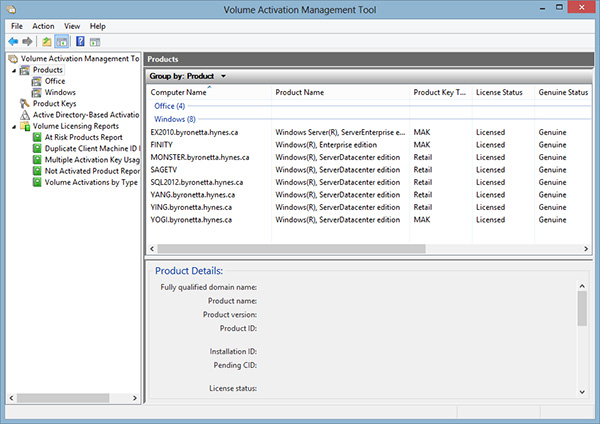 Volume Activation Management Tool
File Action View Help
Volume Activation Management To
Products
Office
Windows
Product Keys
Active Directory-Based Activatio
Volume Licensing Reports
At Risk Products Report
Duplicate Client Machine ID I
Multiple Activation Key Usag
Not Activated Product Repor
Volume Activations by Type
Products
Group by: Product
Computer Name Product Name Product Key T... License Status Genuine Status
Office (4)
Windows (8)
EX2010.byronetta.hynes.ca Windows Server(R), ServerEnterprise e... MAK Licensed Genuine
FINITY Windows(R), Enterprise edition MAK Licensed Genuine
MONSTER.byronetta.hynes.ca Windows(R), ServerDatacenter edition Retail Licensed Genuine
SAGETV Windows(R), ServerDatacenter edition Retail Licensed Genuine
SQL2012.byronetta.hynes.ca Windows(R), ServerDatacenter edition Retail Licensed Genuine
YANG.byronetta.hynes.ca Windows(R), ServerDatacenter edition Retail Licensed Genuine
YING.byronetta.hynes.ca Windows(R), ServerDatacenter edition Retail Licensed Genuine
YOGI.byronetta.hynes.ca Windows(R), ServerDatacenter edition MAK Licensed Genuine
Product Details:
Fully qualified domain name:
Product name:
Product version:
Product ID:
Installation ID:
Pending CID:
License status: